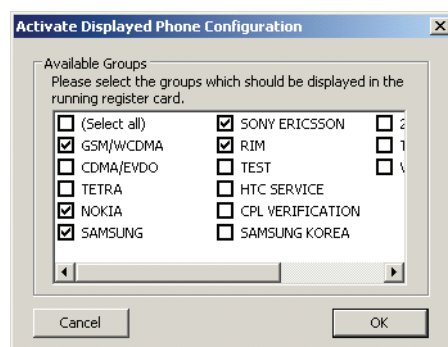 Activate Displayed Phone Configuration
Available Groups
Please select the groups which should be displayed in the
running register card.
(Select all)
GSM/WCDMA
CDMA/EVDO
TETRA
NOKIA
SAMSUNG
SONY ERICSSON
RIM
TEST
HTC SERVICE
CPL VERIFICATION
SAMSUNG KOREA
Cancel
OK